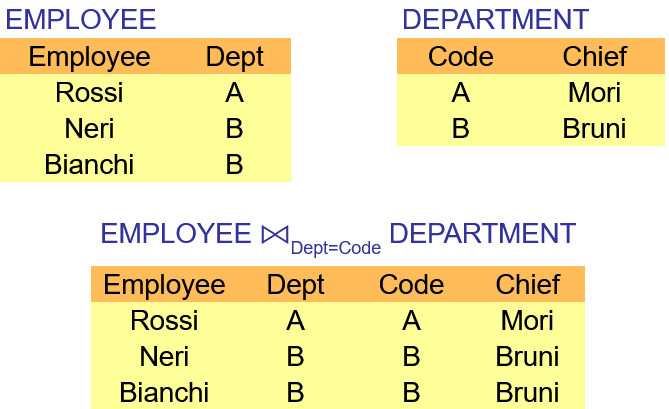 EMPLOYEE
Employee Dept
Rossi A
Neri B
Bianchi B
DEPARTMENT
Code Chief
A Mori
B Bruni
EMPLOYEE ⋈Dept=Code DEPARTMENT
Employee Dept Code Chief
Rossi A A Mori
Neri B B Bruni
Bianchi B B Bruni